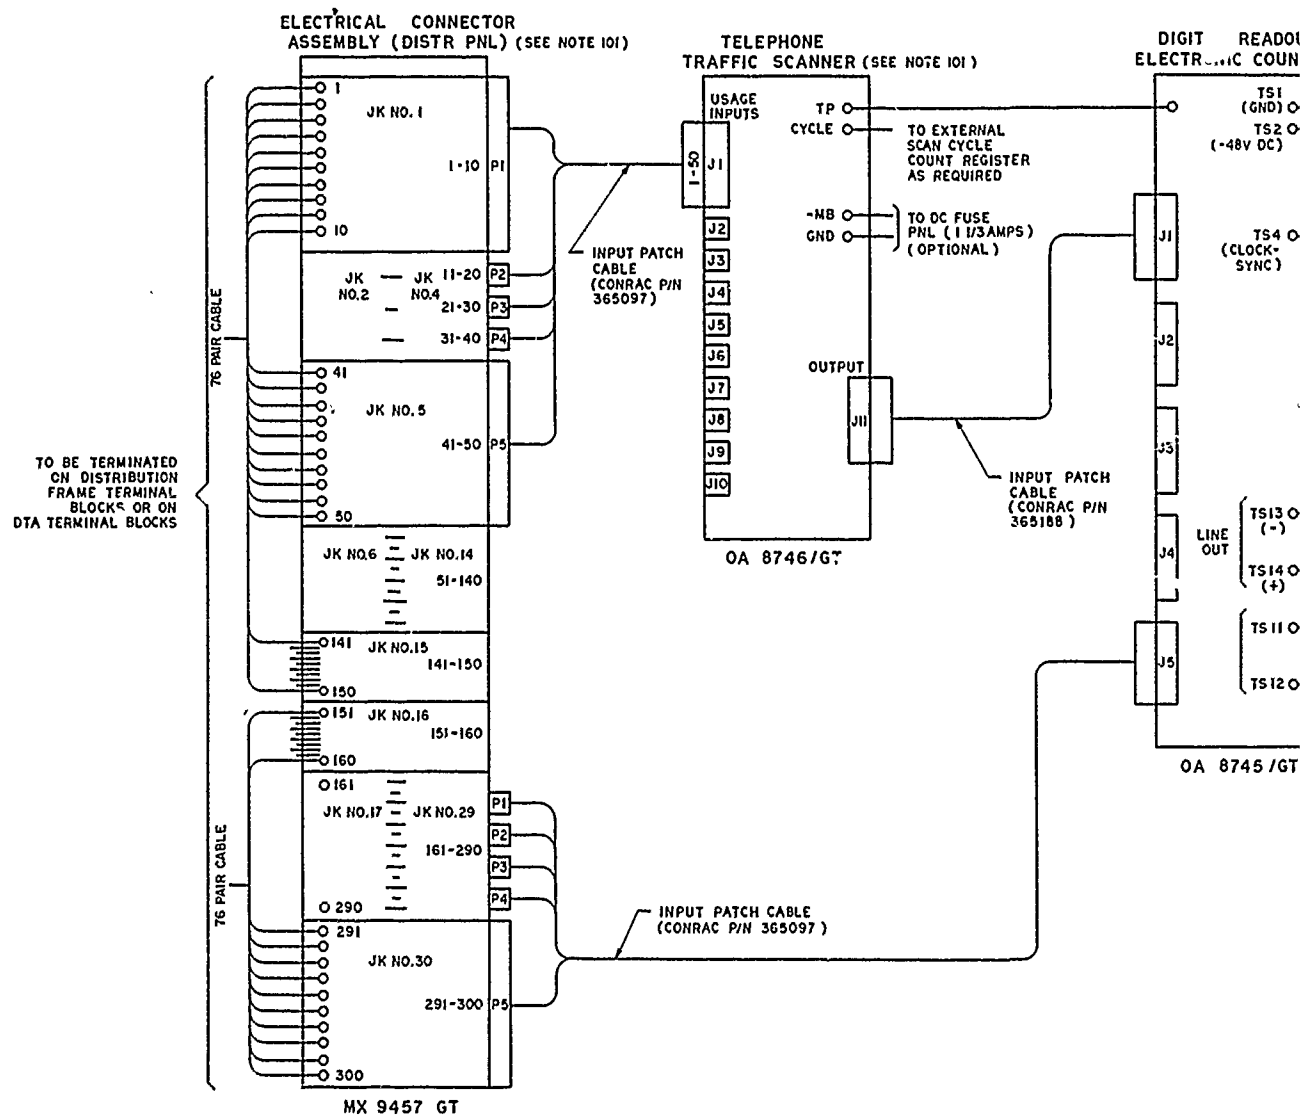 ELECTRICAL CONNECTOR
ASSEMBLY (DISTR PNL) (SEE NOTE 101)
TELEPHONE
TRAFFIC SCANNER (SEE NOTE 101)
DIGIT READOU
ELECTRONIC COUN
1
JK NO. 1
1-10
P1
10
JK
NO.2
JK
NO.4
11-20
P2
21-30
P3
31-40
P4
41
JK NO. 5
41-50
P5
50
JK NO.6
JK NO.14
51-140
141
JK NO.15
141-150
150
151
JK NO.16
151-160
160
161
JK NO.17
JK NO.29
161-290
P1
P2
P3
P4
290
291
JK NO.30
291-300
P5
300
MX 9457 GT
76 PAIR CABLE
76 PAIR CABLE
TO BE TERMINATED
ON DISTRIBUTION
FRAME TERMINAL
BLOCKS OR ON
DTA TERMINAL BLOCKS
INPUT PATCH
CABLE
(CONRAC P/N
365097)
USAGE
INPUTS
1-50
J1
J2
J3
J4
J5
J6
J7
J8
J9
J10
TP
CYCLE
TO EXTERNAL
SCAN CYCLE
COUNT REGISTER
AS REQUIRED
-MB
GND
TO DC FUSE
PNL (1 1/3 AMPS)
(OPTIONAL)
OUTPUT
J11
OA 8746/GT
INPUT PATCH
CABLE
(CONRAC P/N
365188)
INPUT PATCH CABLE
(CONRAC P/N 365097)
TS1
(GND)
TS2
(-48V DC)
J1
TS4
(CLOCK-
SYNC)
J2
J3
J4
LINE
OUT
TS13
(-)
TS14
(+)
J5
TS11
TS12
OA 8745/GT